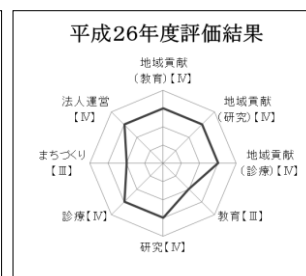 平成26年度評価結果
地域貢献
(教育)【Ⅳ】
法人運営
【Ⅳ】
地域貢献
(研究)【Ⅳ】
まちづくり
【Ⅲ】
地域貢献
(診療)【Ⅳ】
診療【Ⅳ】
教育【Ⅲ】
研究【Ⅳ】